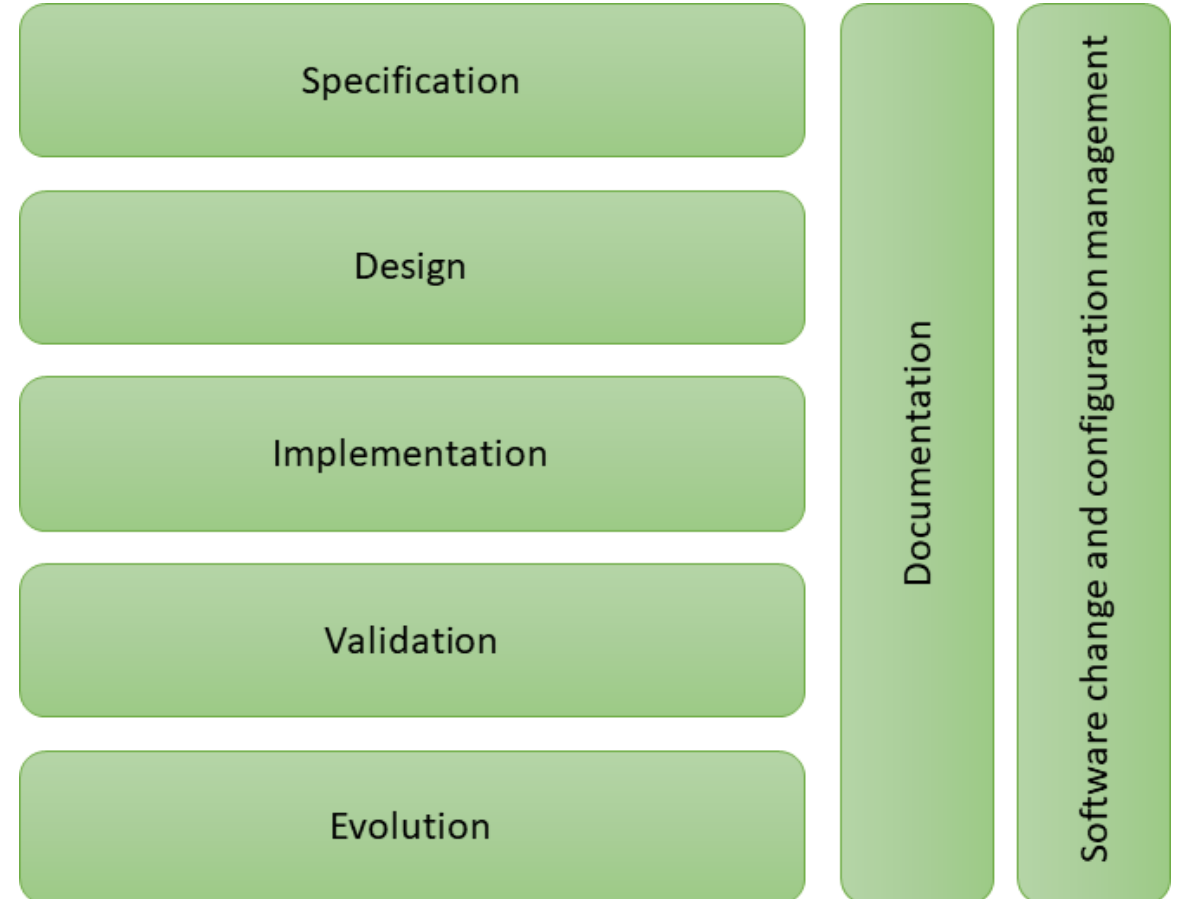 Specification
Design
Implementation
Validation
Evolution
Documentation
Software change and configuration management